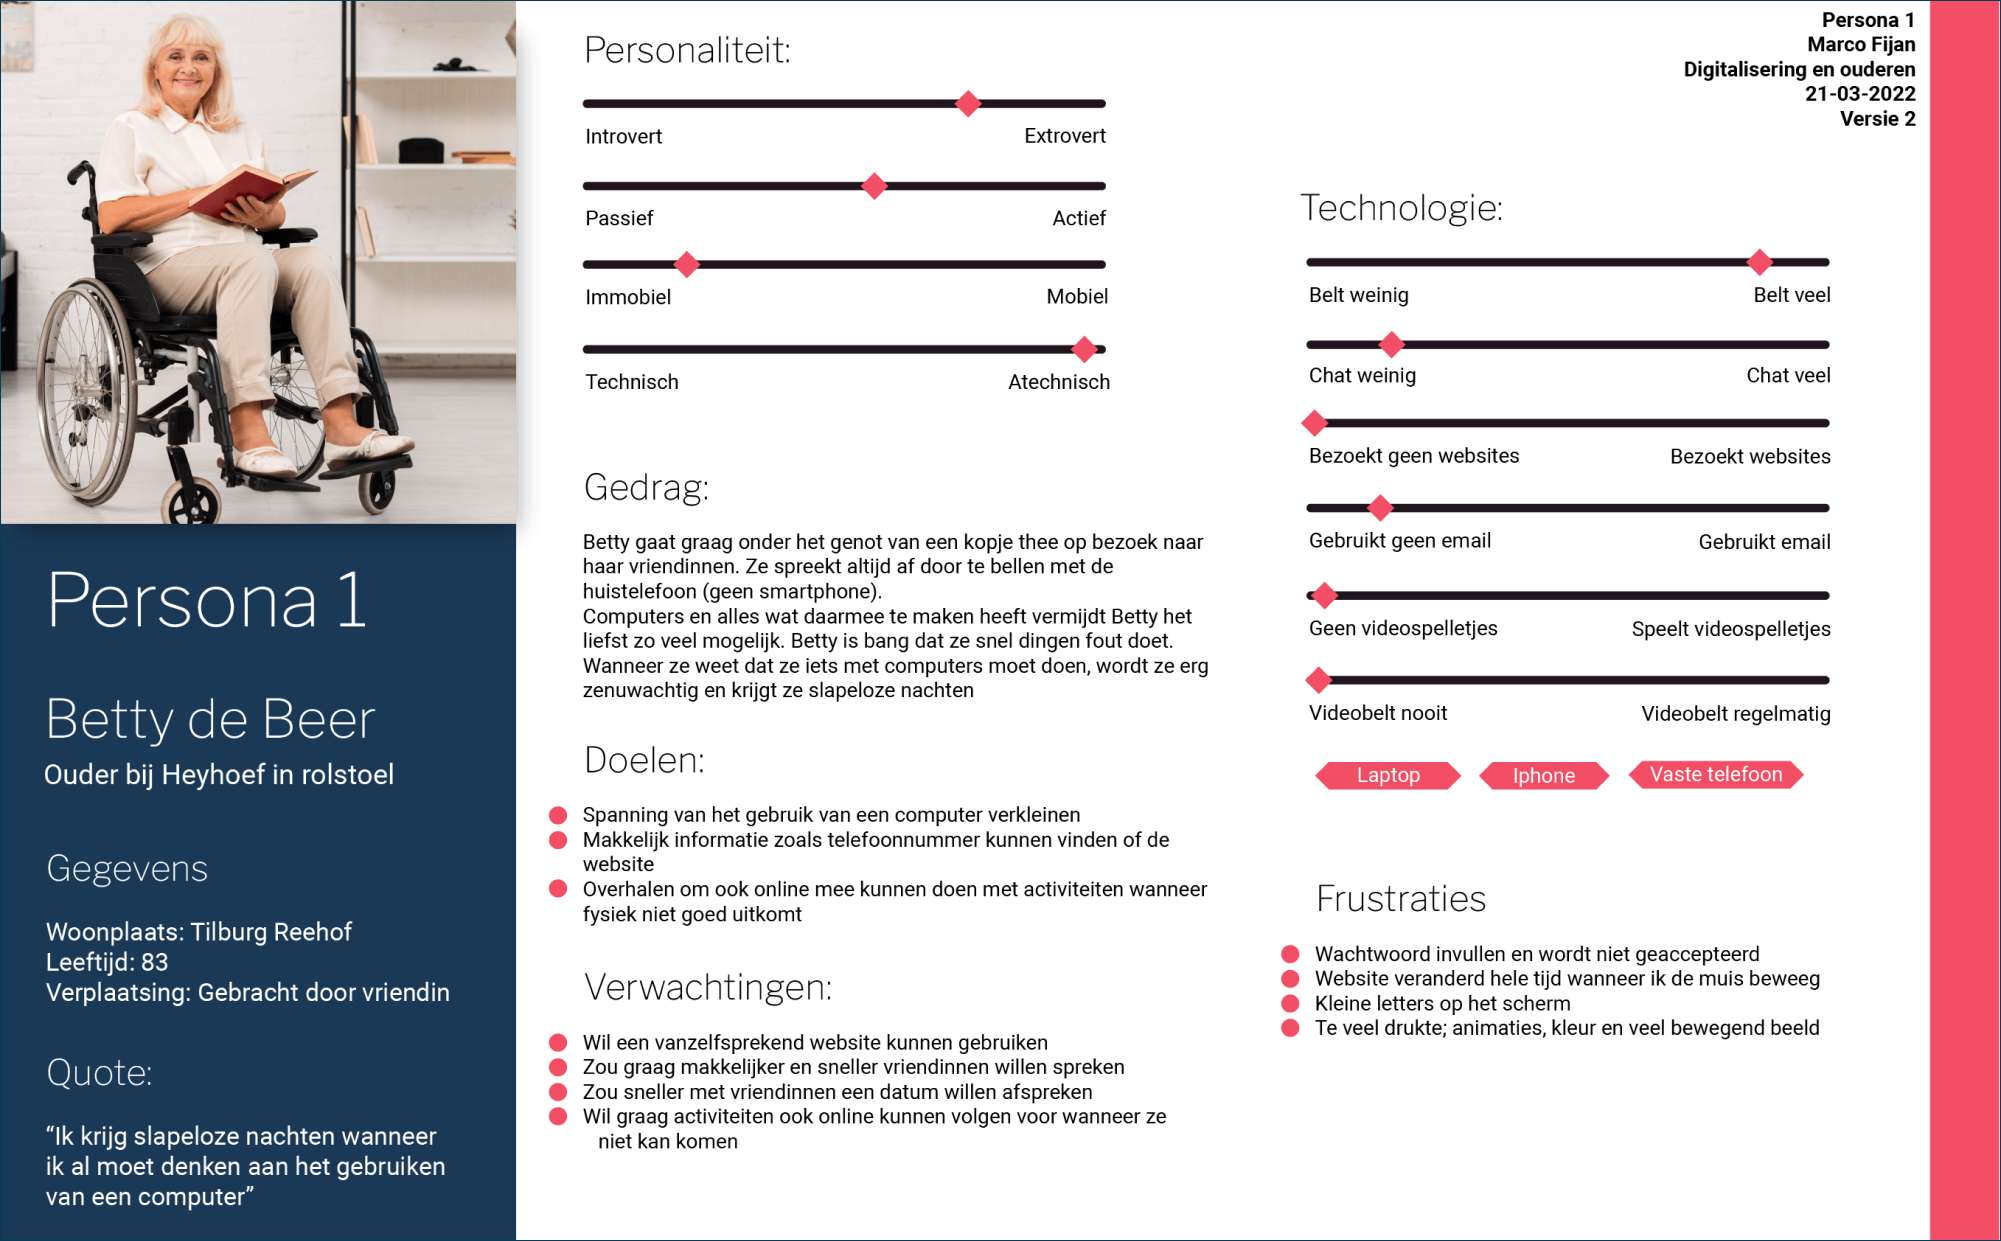 Persona 1
Marco Fijan
Digitalisering en ouderen
21-03-2022
Versie 2
Persona 1
Betty de Beer
Ouder bij Heyhoef in rolstoel
Gegevens
Woonplaats: Tilburg Reehof
Leeftijd: 83
Verplaatsing: Gebracht door vriendin
Quote:
“Ik krijg slapeloze nachten wanneer
ik al moet denken aan het gebruiken
van een computer”
Personaliteit:
Introvert Extrovert
Passief Actief
Immobiel Mobiel
Technisch Atechnisch
Gedrag:
Betty gaat graag onder het genot van een kopje thee op bezoek naar
haar vriendinnen. Ze spreekt altijd af door te bellen met de
huistelefoon (geen smartphone).
Computers en alles wat daarmee te maken heeft vermijdt Betty het
liefst zo veel mogelijk. Betty is bang dat ze snel dingen fout doet.
Wanneer ze weet dat ze iets met computers moet doen, wordt ze erg
zenuwachtig en krijgt ze slapeloze nachten
Doelen:
Spanning van het gebruik van een computer verkleinen
Makkelijk informatie zoals telefoonnummer kunnen vinden of de
website
Overhalen om ook online mee kunnen doen met activiteiten wanneer
fysiek niet goed uitkomt
Verwachtingen:
Wil een vanzelfsprekend website kunnen gebruiken
Zou graag makkelijker en sneller vriendinnen willen spreken
Zou sneller met vriendinnen een datum willen afspreken
Wil graag activiteiten ook online kunnen volgen voor wanneer ze
niet kan komen
Technologie:
Belt weinig Belt veel
Chat weinig Chat veel
Bezoekt geen websites Bezoekt websites
Gebruikt geen email Gebruikt email
Geen videospelletjes Speelt videospelletjes
Videobelt nooit Videobelt regelmatig
Laptop Iphone Vaste telefoon
Frustraties
Wachtwoord invullen en wordt niet geaccepteerd
Website veranderd hele tijd wanneer ik de muis beweeg
Kleine letters op het scherm
Te veel drukte; animaties, kleur en veel bewegend beeld